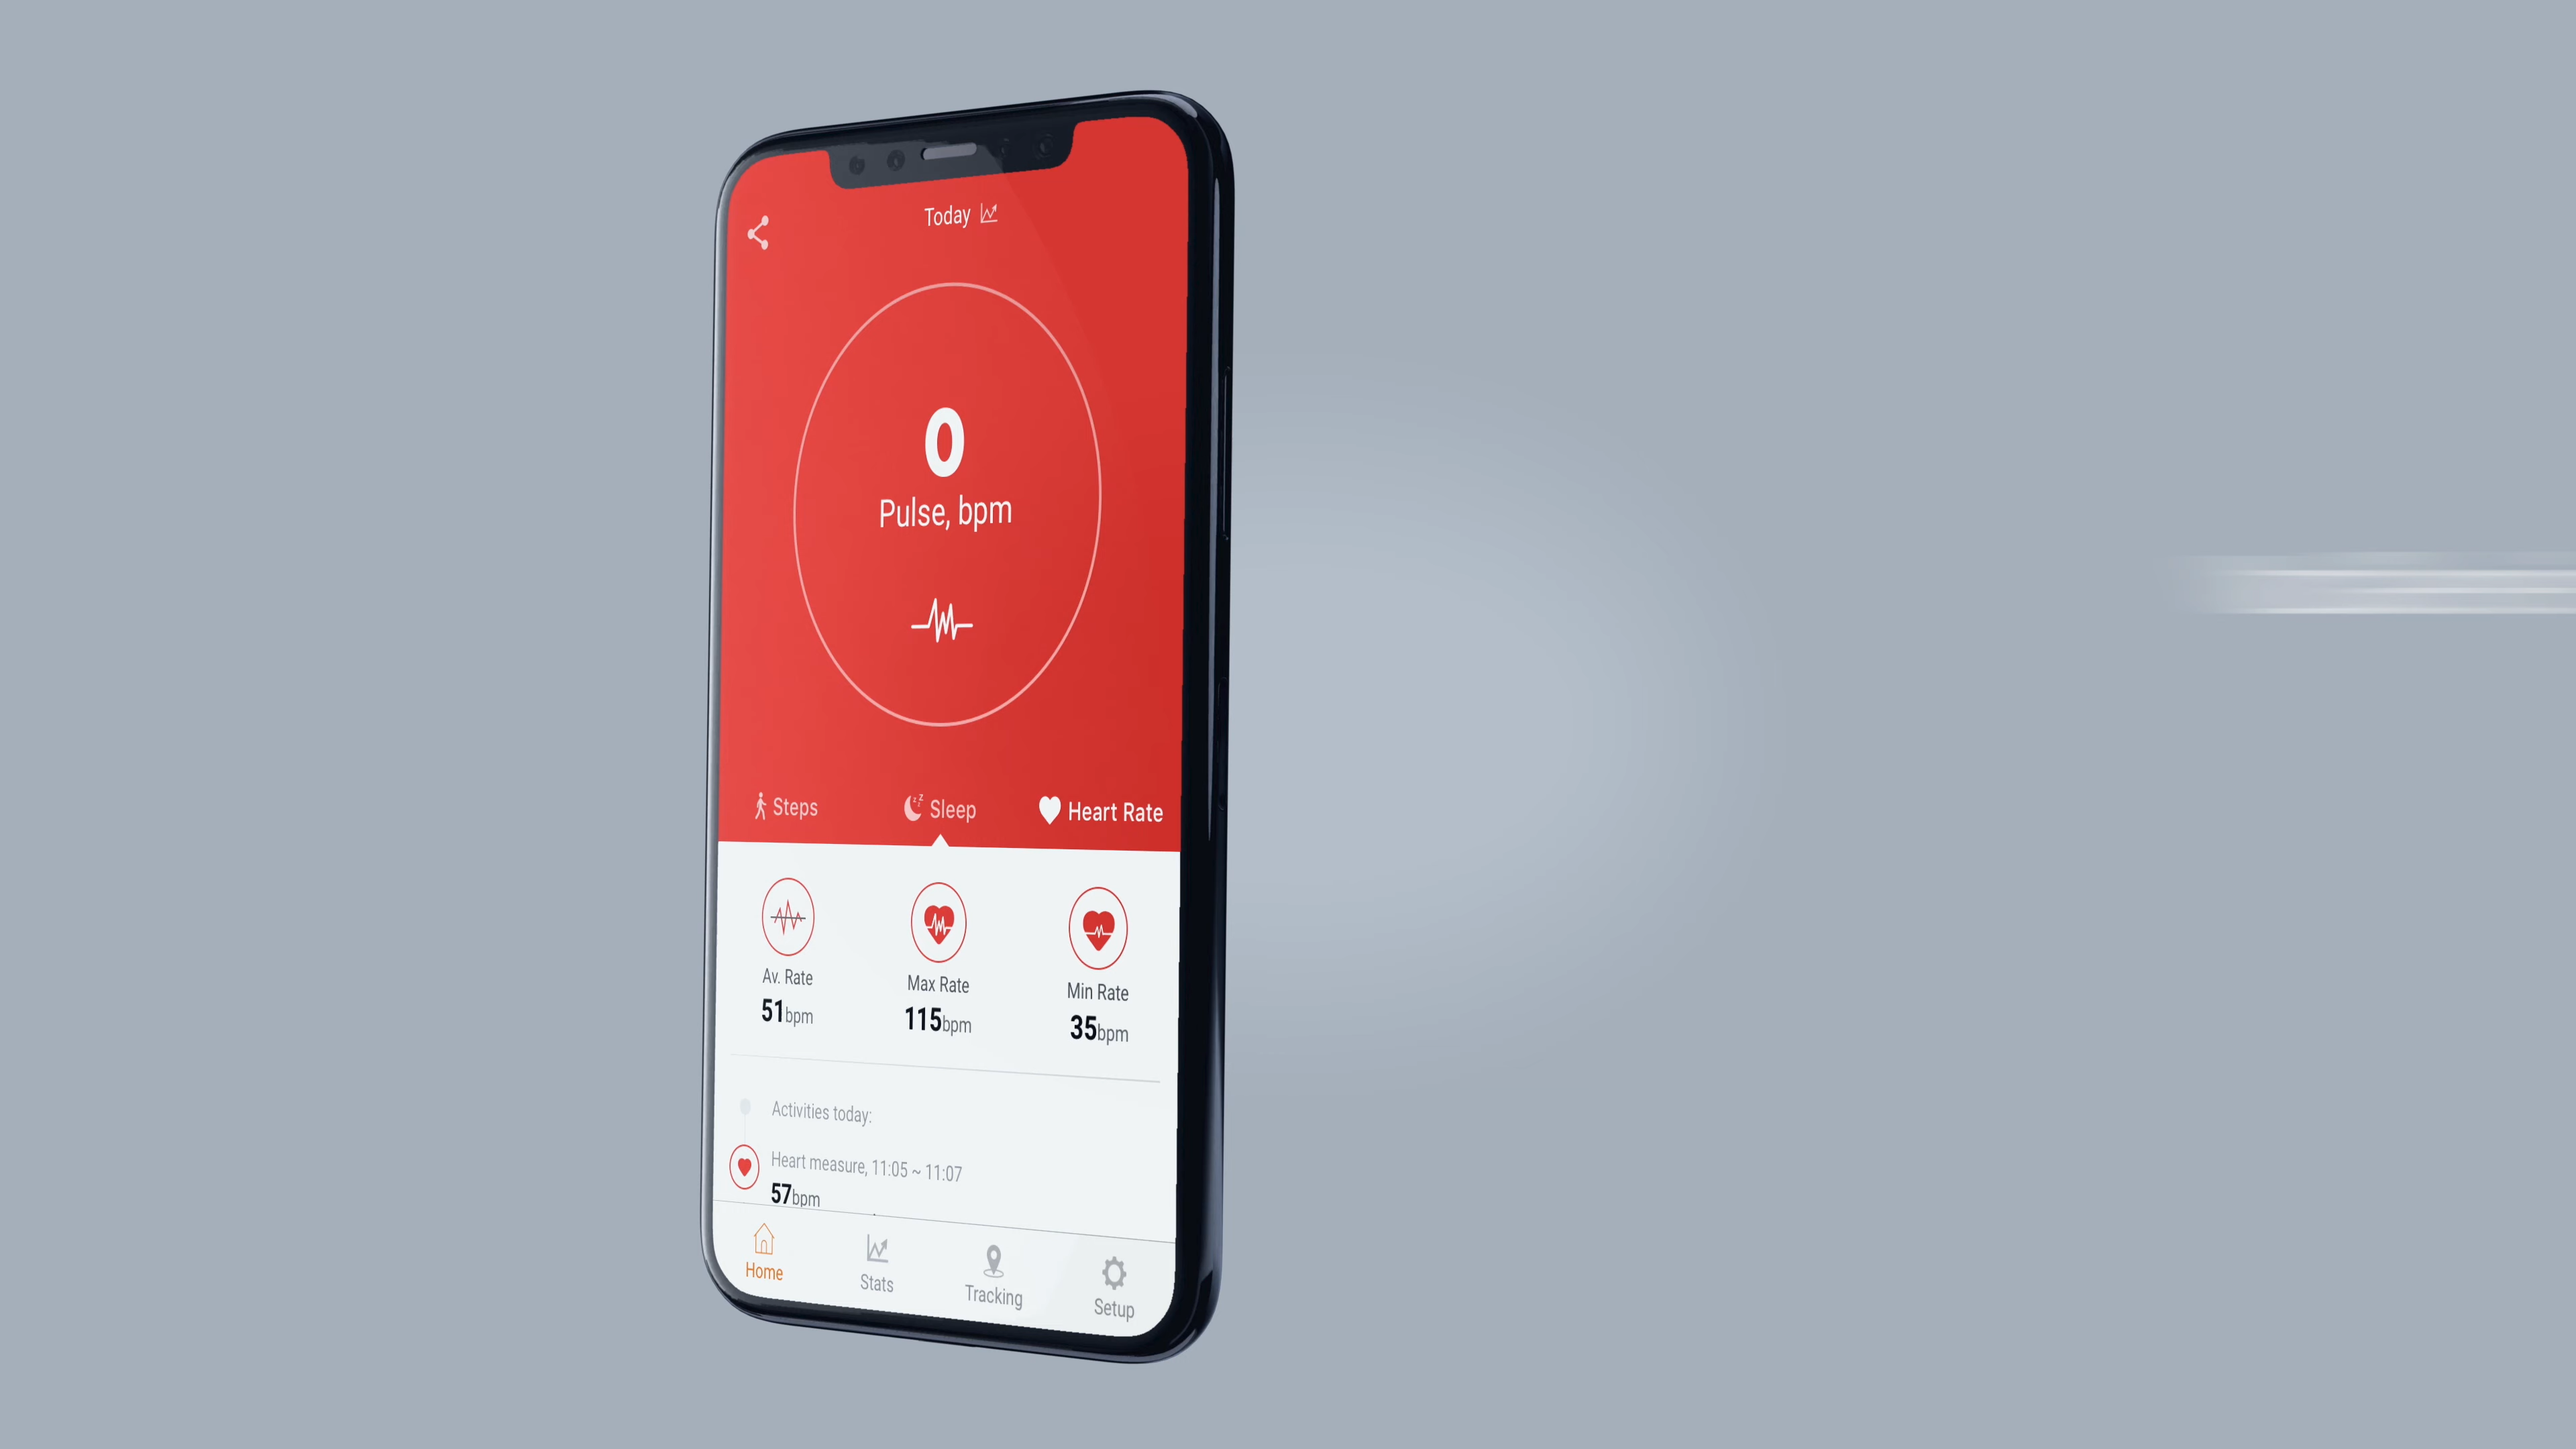 Today
0
Pulse, bpm
Steps Sleep Heart Rate
Av. Rate Max Rate Min Rate
51bpm 115bpm 35bpm
Activities today:
Heart measure, 11:05 ~ 11:07
57bpm
Home Stats Tracking Setup